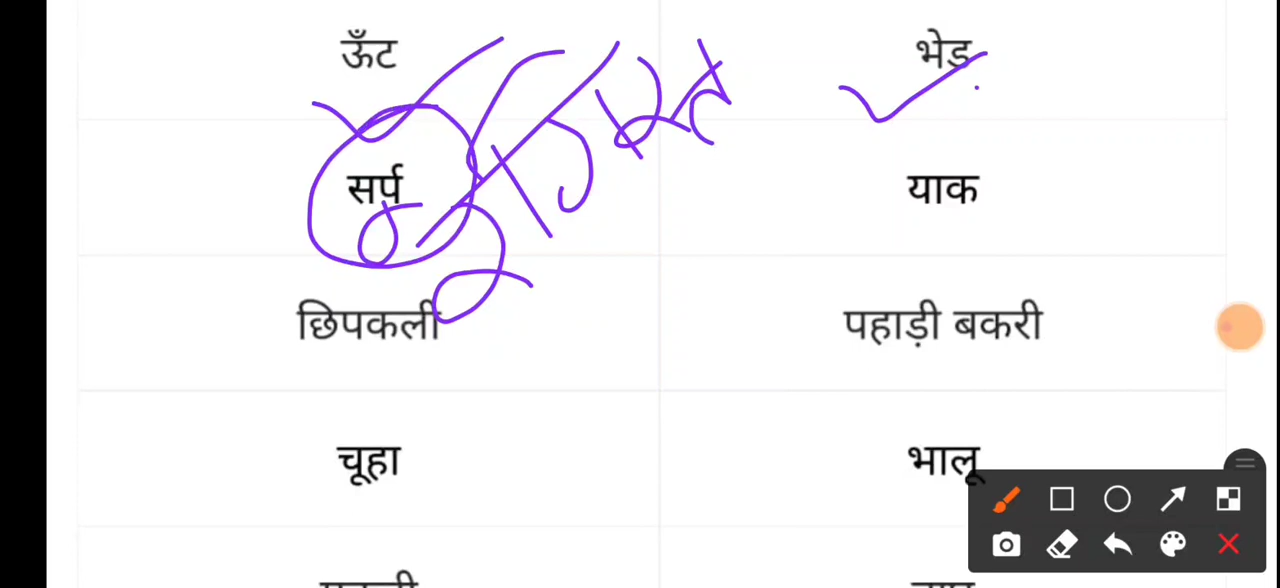 ऊँट भेड़
सर्प याक
छिपकली पहाड़ी बकरी
चूहा भालू